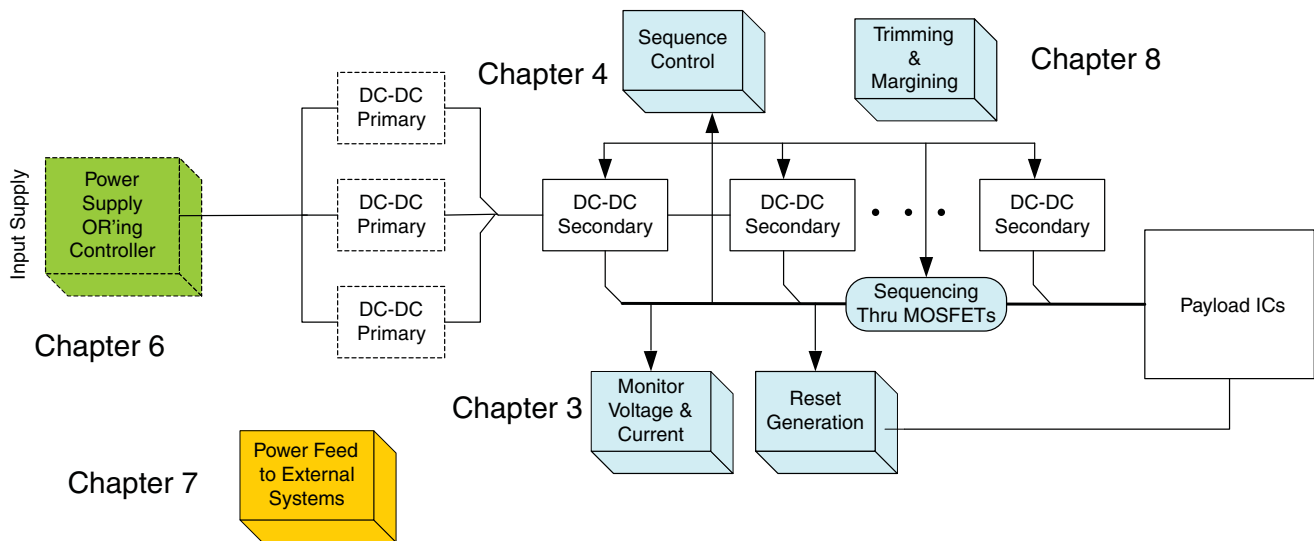 Sequence
Control
Trimming
&
Margining
Chapter 4
Chapter 8
DC-DC
Primary
Input Supply
Power
Supply
OR'ing
Controller
DC-DC
Primary
DC-DC
Secondary
DC-DC
Secondary
• • •
DC-DC
Secondary
DC-DC
Primary
Sequencing
Thru MOSFETs
Payload ICs
Chapter 6
Chapter 3
Monitor
Voltage &
Current
Reset
Generation
Chapter 7
Power Feed
to External
Systems